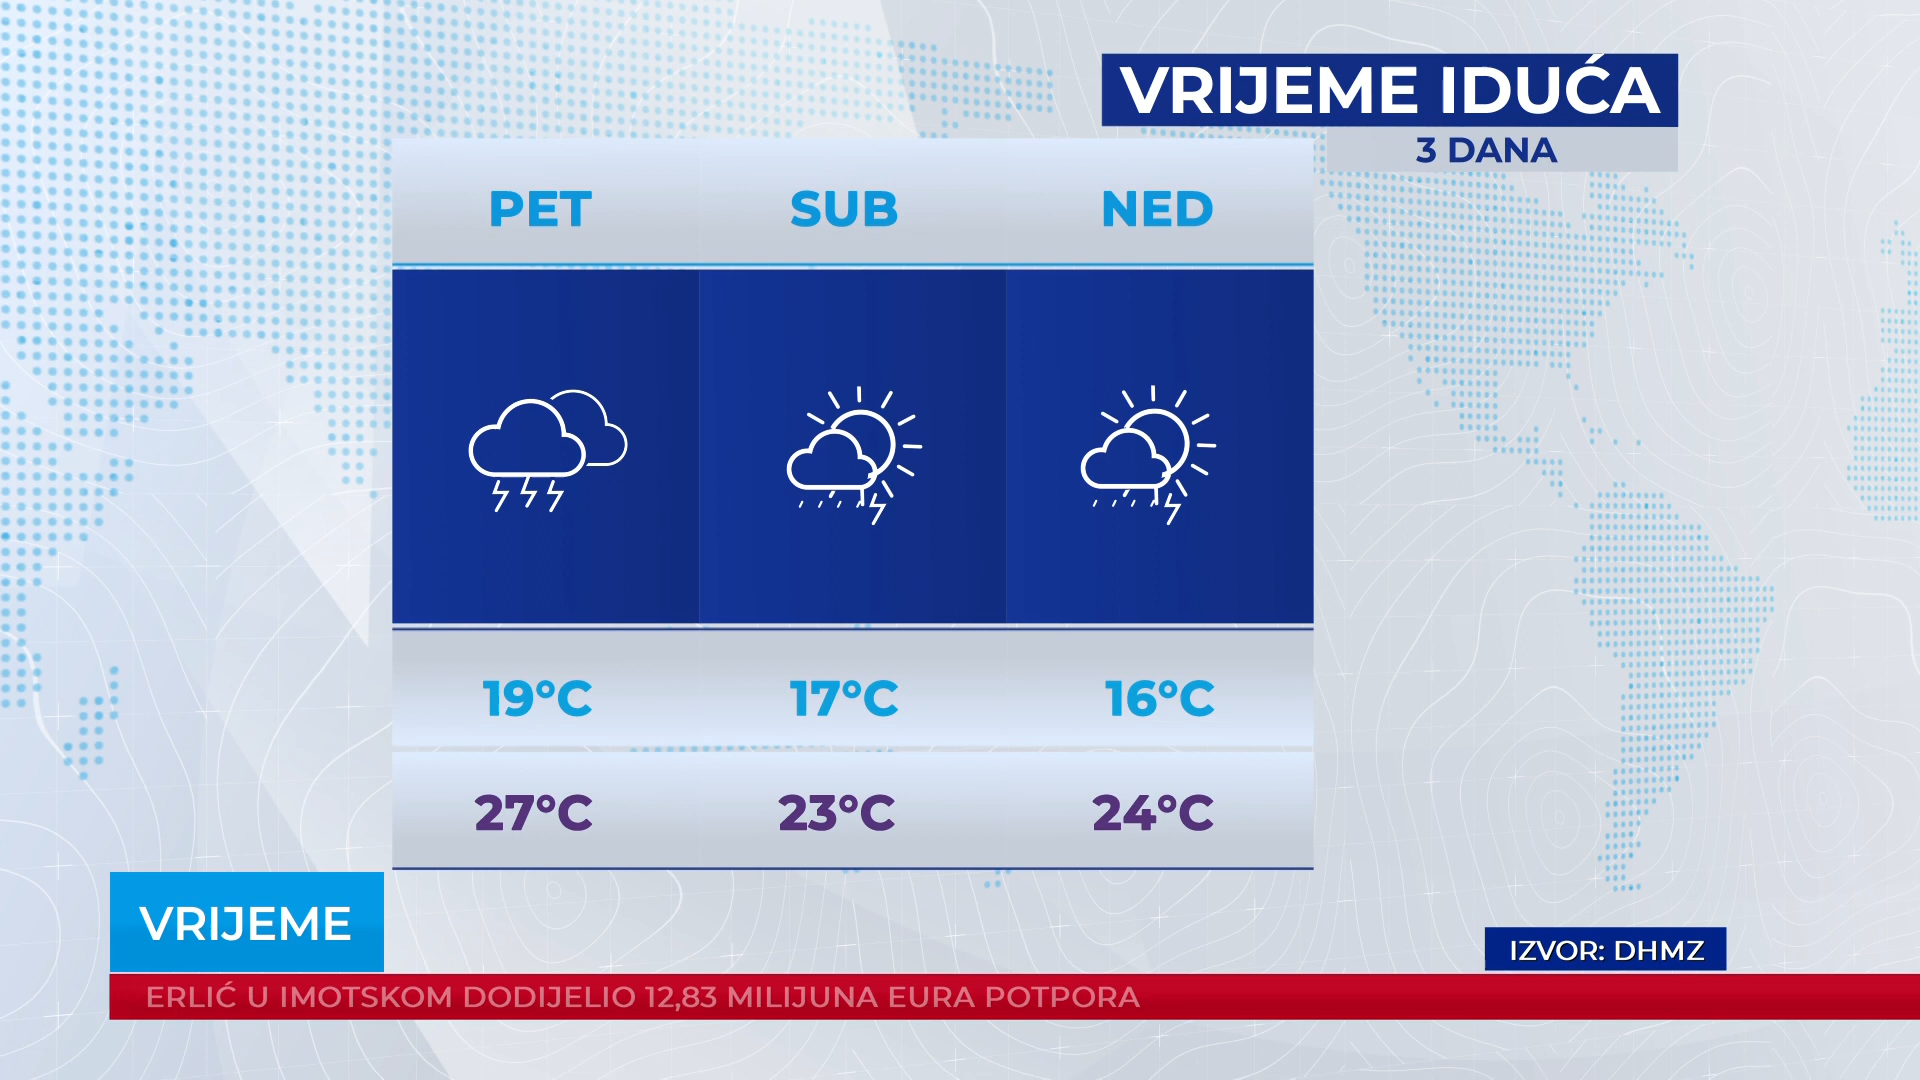 VRIJEME IDUĆA
3 DANA
PET SUB NED
19°C 17°C 16°C
27°C 23°C 24°C
VRIJEME
IZVOR: DHMZ
ERLIĆ U IMOTSKOM DODIJELIO 12,83 MILIJUNA EURA POTPORA